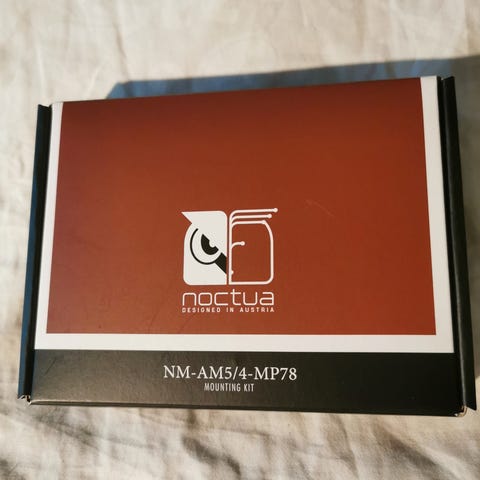 noctua
DESIGNED IN AUSTRIA
NM-AM5/4-MP78
MOUNTING KIT